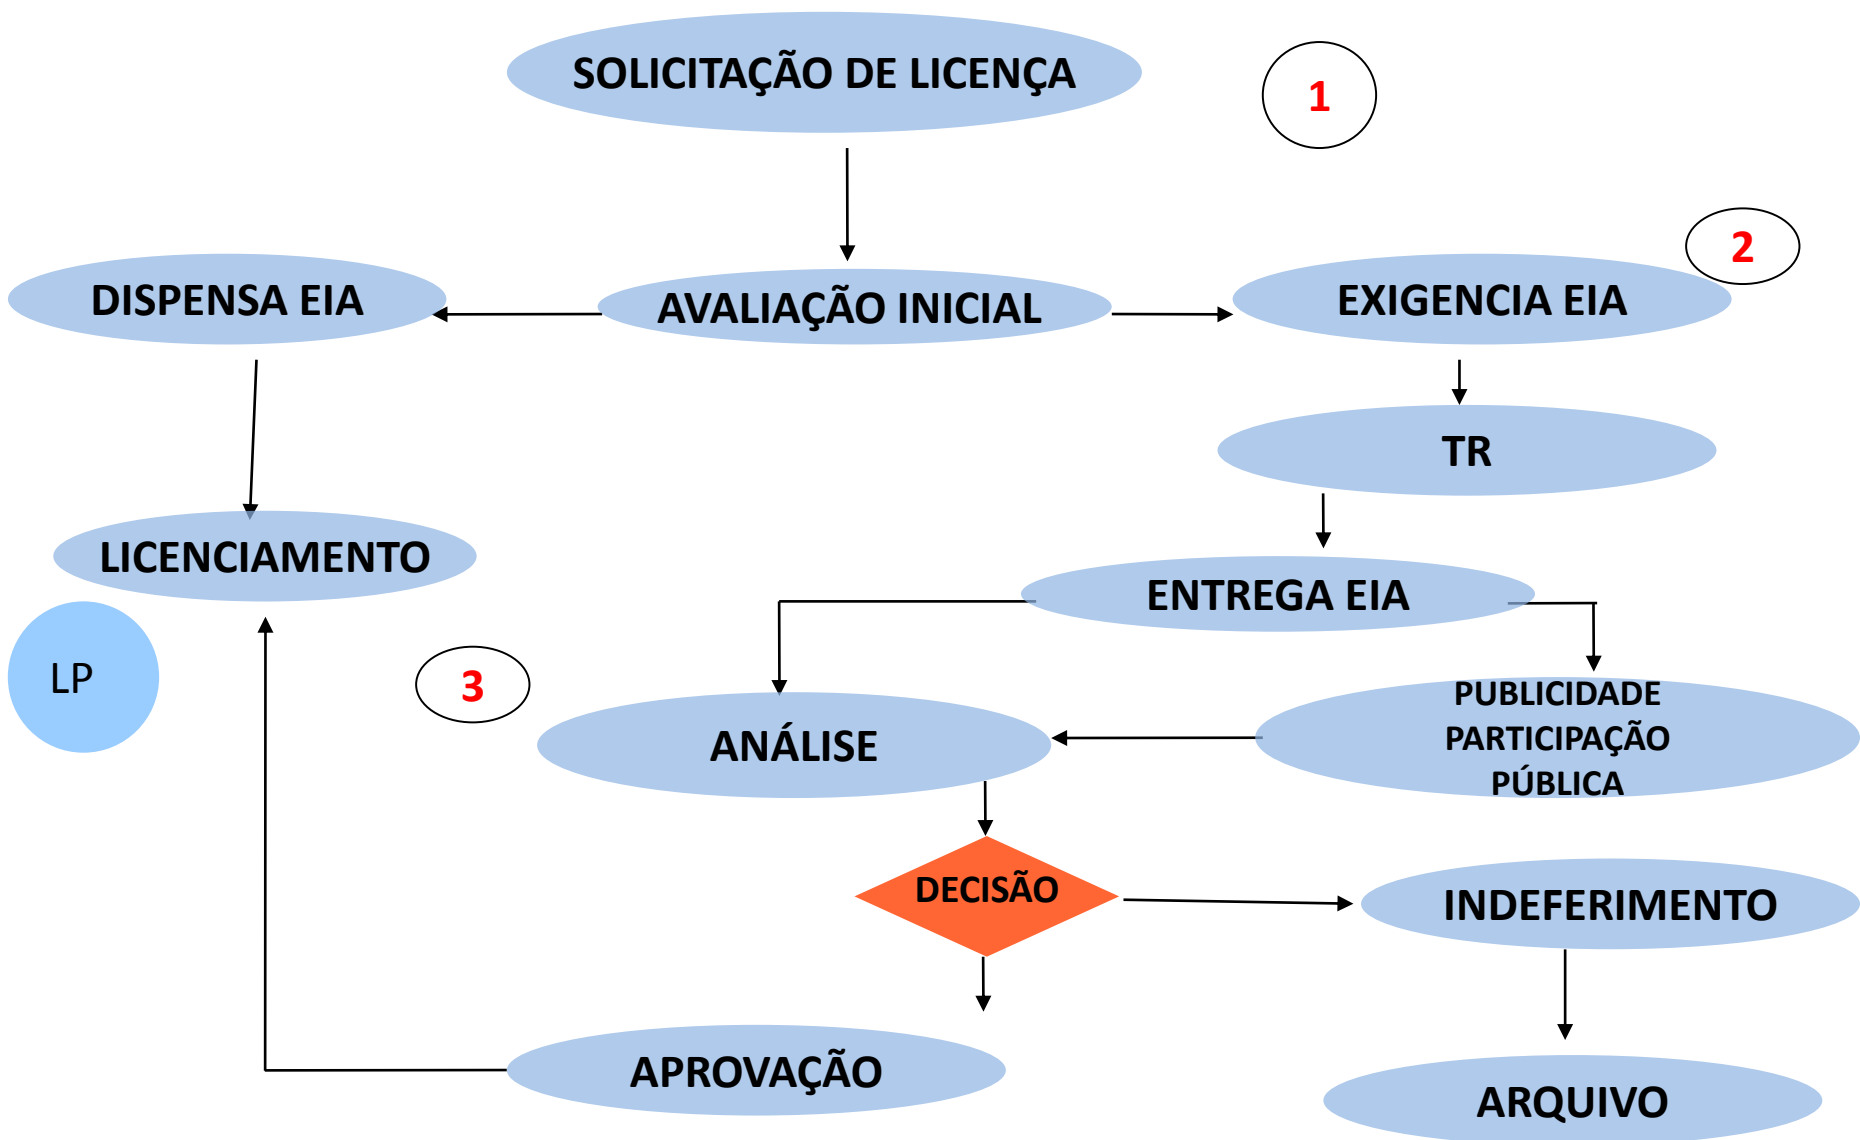 SOLICITAÇÃO DE LICENÇA
1
2
DISPENSA EIA
AVALIAÇÃO INICIAL
EXIGENCIA EIA
TR
LICENCIAMENTO
ENTREGA EIA
LP
3
ANÁLISE
PUBLICIDADE
PARTICIPAÇÃO
PÚBLICA
DECISÃO
INDEFERIMENTO
APROVAÇÃO
ARQUIVO